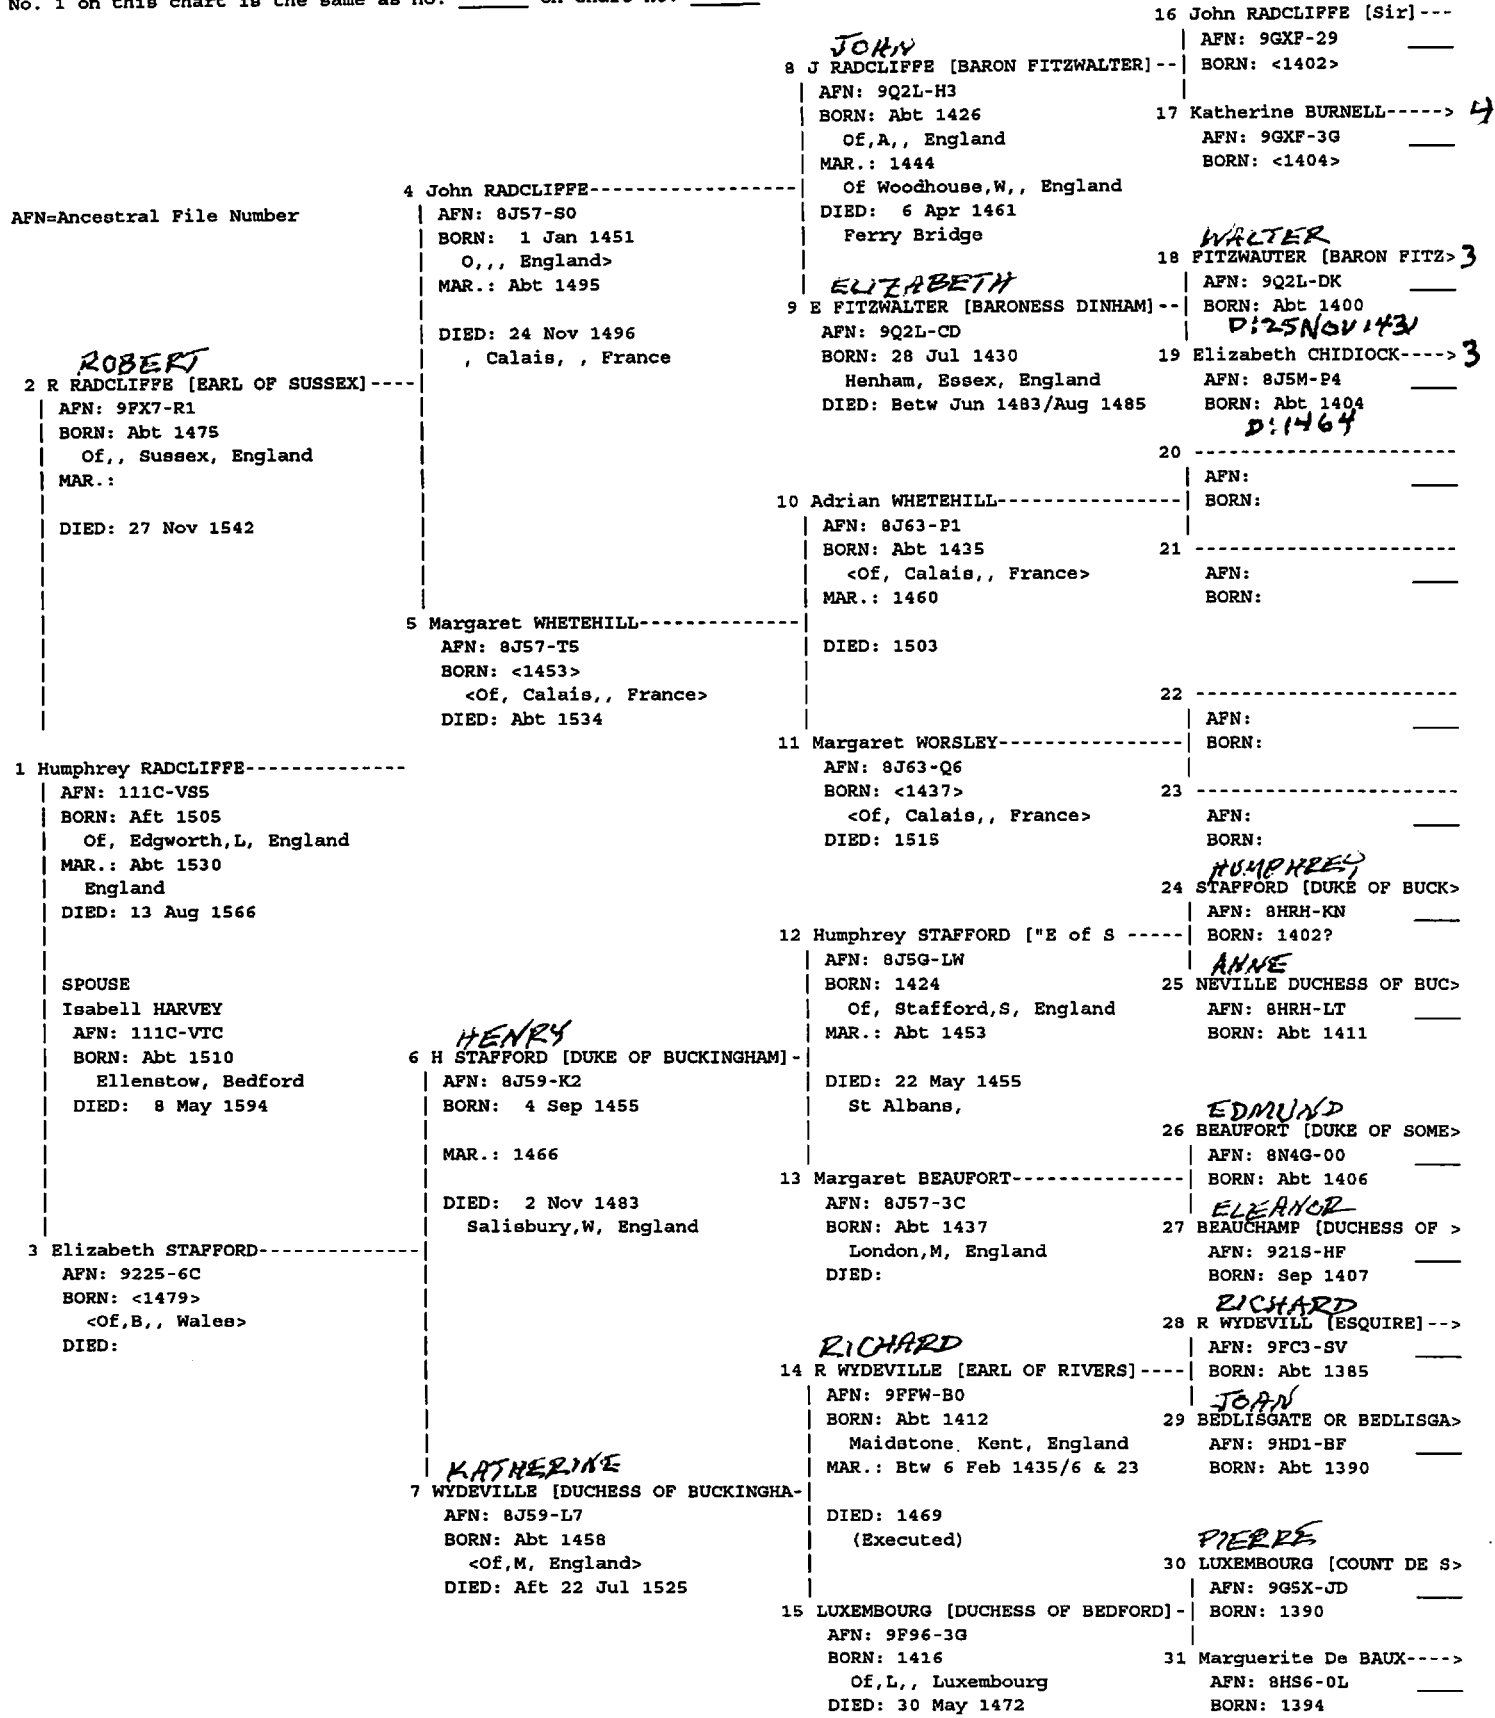 No. 1 on this chart is the same as no. ______ on chart no. ______
AFN=Ancestral File Number
1 Humphrey RADCLIFFE--------------
AFN: 111C-VS5
BORN: Aft 1505
Of, Edgworth,L, England
MAR.: Abt 1530
England
DIED: 13 Aug 1566
SPOUSE
Isabell HARVEY
AFN: 111C-VTC
BORN: Abt 1510
Ellenstow, Bedford
DIED: 8 May 1594
ROBERT
2 R RADCLIFFE [EARL OF SUSSEX]----
AFN: 9FX7-R1
BORN: Abt 1475
Of,, Sussex, England
MAR.:
DIED: 27 Nov 1542
3 Elizabeth STAFFORD--------------
AFN: 9225-6C
BORN: <1479>
<Of,B,, Wales>
DIED:
4 John RADCLIFFE------------------
AFN: 8J57-S0
BORN: 1 Jan 1451
O,,, England>
MAR.: Abt 1495
DIED: 24 Nov 1496
, Calais, , France
5 Margaret WHETEHILL--------------
AFN: 8J57-T5
BORN: <1453>
<Of, Calais,, France>
DIED: Abt 1534
HENRY
6 H STAFFORD [DUKE OF BUCKINGHAM]-
AFN: 8J59-K2
BORN: 4 Sep 1455
MAR.: 1466
DIED: 2 Nov 1483
Salisbury,W, England
KATHERINE
7 WYDEVILLE [DUCHESS OF BUCKINGHA-
AFN: 8J59-L7
BORN: Abt 1458
<Of,M, England>
DIED: Aft 22 Jul 1525
JOHN
8 J RADCLIFFE [BARON FITZWALTER]--
AFN: 9Q2L-H3
BORN: Abt 1426
Of,A,, England
MAR.: 1444
Of Woodhouse,W,, England
DIED: 6 Apr 1461
Ferry Bridge
ELIZABETH
9 E FITZWALTER [BARONESS DINHAM]--
AFN: 9Q2L-CD
BORN: 28 Jul 1430
Henham, Essex, England
DIED: Betw Jun 1483/Aug 1485
10 Adrian WHETEHILL----------------
AFN: 8J63-P1
BORN: Abt 1435
<Of, Calais,, France>
MAR.: 1460
DIED: 1503
11 Margaret WORSLEY----------------
AFN: 8J63-Q6
BORN: <1437>
<Of, Calais,, France>
DIED: 1515
12 Humphrey STAFFORD ["E of S -----
AFN: 8J5G-LW
BORN: 1424
Of, Stafford,S, England
MAR.: Abt 1453
DIED: 22 May 1455
St Albans,
13 Margaret BEAUFORT---------------
AFN: 8J57-3C
BORN: Abt 1437
London,M, England
DIED:
RICHARD
14 R WYDEVILLE [EARL OF RIVERS]----
AFN: 9FFW-B0
BORN: Abt 1412
Maidstone, Kent, England
MAR.: Btw 6 Feb 1435/6 & 23
DIED: 1469
(Executed)
15 LUXEMBOURG [DUCHESS OF BEDFORD]-
AFN: 9F96-3G
BORN: 1416
Of,L,, Luxembourg
DIED: 30 May 1472
16 John RADCLIFFE [Sir]---
AFN: 9GXF-29
BORN: <1402>
17 Katherine BURNELL-----> 4
AFN: 9GXF-3G
BORN: <1404>
WALTER
18 FITZWAUTER [BARON FITZ> 3
AFN: 9Q2L-DK
BORN: Abt 1400
D:25NOV1431
19 Elizabeth CHIDIOCK----> 3
AFN: 8J5M-P4
BORN: Abt 1404
D:1464
20 -----------------------
AFN:
BORN:
21 -----------------------
AFN:
BORN:
22 -----------------------
AFN:
BORN:
23 -----------------------
AFN:
BORN:
HUMPHREY
24 STAFFORD [DUKE OF BUCK>
AFN: 8HRH-KN
BORN: 1402?
ANNE
25 NEVILLE DUCHESS OF BUC>
AFN: 8HRH-LT
BORN: Abt 1411
EDMUND
26 BEAUFORT [DUKE OF SOME>
AFN: 8N4G-00
BORN: Abt 1406
ELEANOR
27 BEAUCHAMP [DUCHESS OF >
AFN: 921S-HF
BORN: Sep 1407
RICHARD
28 R WYDEVILL [ESQUIRE]-->
AFN: 9FC3-SV
BORN: Abt 1385
JOAN
29 BEDLISGATE OR BEDLISGA>
AFN: 9HD1-BF
BORN: Abt 1390
PIERRE
30 LUXEMBOURG [COUNT DE S>
AFN: 9G5X-JD
BORN: 1390
31 Marguerite De BAUX---->
AFN: 8HS6-0L
BORN: 1394